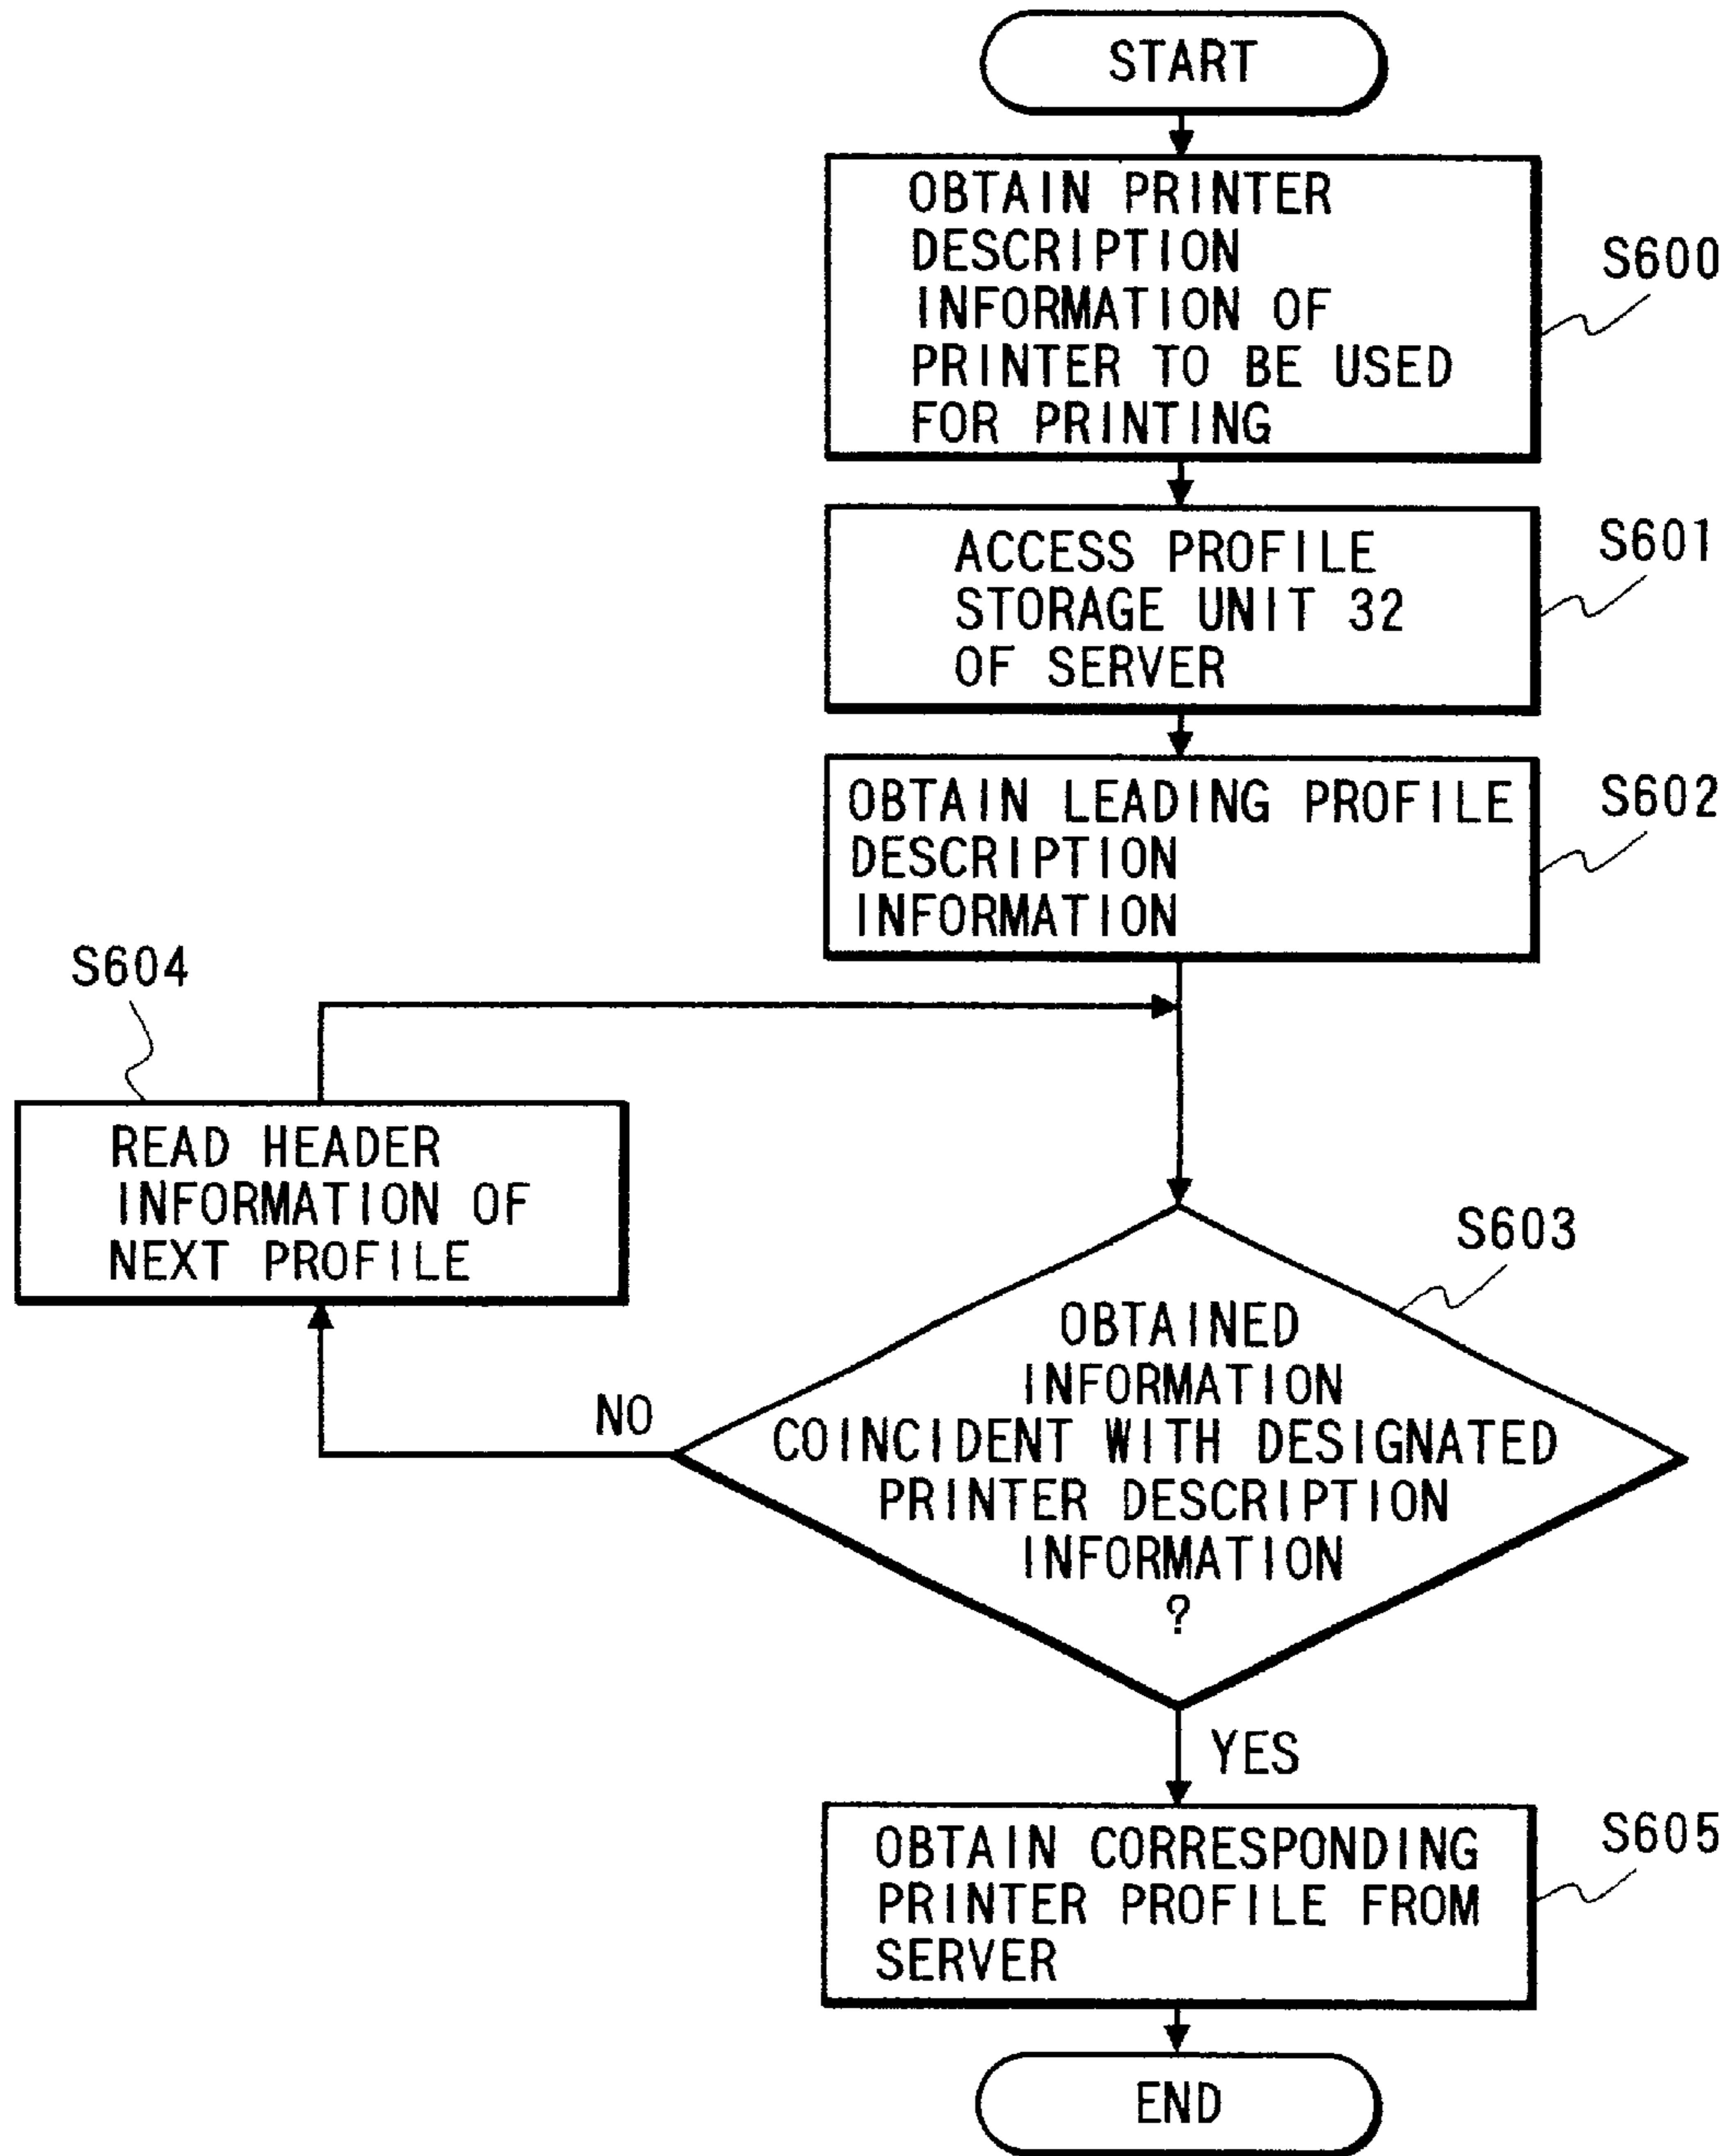 START
OBTAIN PRINTER
DESCRIPTION
INFORMATION OF
PRINTER TO BE USED
FOR PRINTING
S600
ACCESS PROFILE
STORAGE UNIT 32
OF SERVER
S601
OBTAIN LEADING PROFILE
DESCRIPTION
INFORMATION
S602
S604
READ HEADER
INFORMATION OF
NEXT PROFILE
S603
OBTAINED
INFORMATION
COINCIDENT WITH DESIGNATED
PRINTER DESCRIPTION
INFORMATION
?
NO
YES
OBTAIN CORRESPONDING
PRINTER PROFILE FROM
SERVER
S605
END